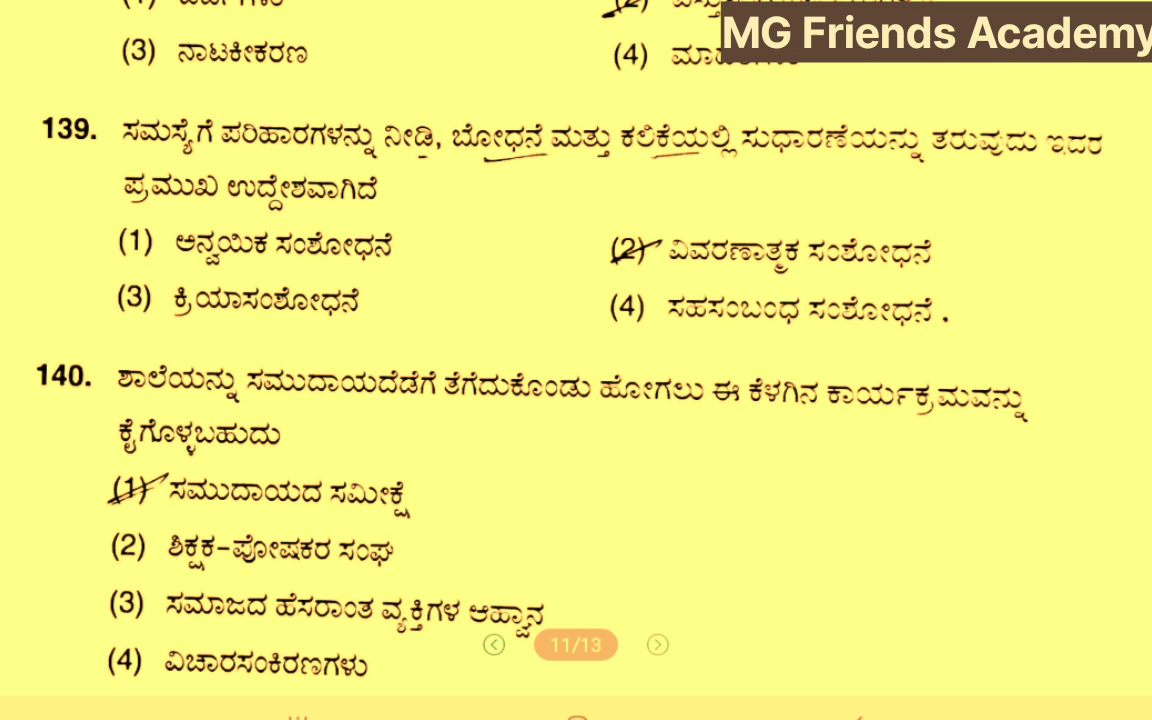 MG Friends Academy
(3) ನಾಟಕೀಕರಣ
(4)
139. ಸಮಸ್ಯೆಗೆ ಪರಿಹಾರಗಳನ್ನು ನೀಡಿ, ಬೋಧನೆ ಮತ್ತು ಕಲಿಕೆಯಲ್ಲಿ ಸುಧಾರಣೆಯನ್ನು ತರುವುದು ಇದರ
ಪ್ರಮುಖ ಉದ್ದೇಶವಾಗಿದೆ
(1) ಅನ್ವಯಿಕ ಸಂಶೋಧನೆ
(2) ವಿವರಣಾತ್ಮಕ ಸಂಶೋಧನೆ
(3) ಕ್ರಿಯಾಸಂಶೋಧನೆ
(4) ಸಹಸಂಬಂಧ ಸಂಶೋಧನೆ .
140. ಶಾಲೆಯನ್ನು ಸಮುದಾಯದೆಡೆಗೆ ತೆಗೆದುಕೊಂಡು ಹೋಗಲು ಈ ಕೆಳಗಿನ ಕಾರ್ಯಕ್ರಮವನ್ನು
ಕೈಗೊಳ್ಳಬಹುದು
(1) ಸಮುದಾಯದ ಸಮೀಕ್ಷೆ
(2) ಶಿಕ್ಷಕ-ಪೋಷಕರ ಸಂಘ
(3) ಸಮಾಜದ ಹೆಸರಾಂತ ವ್ಯಕ್ತಿಗಳ ಆಹ್ವಾನ
11/13
(4) ವಿಚಾರಸಂಕಿರಣಗಳು